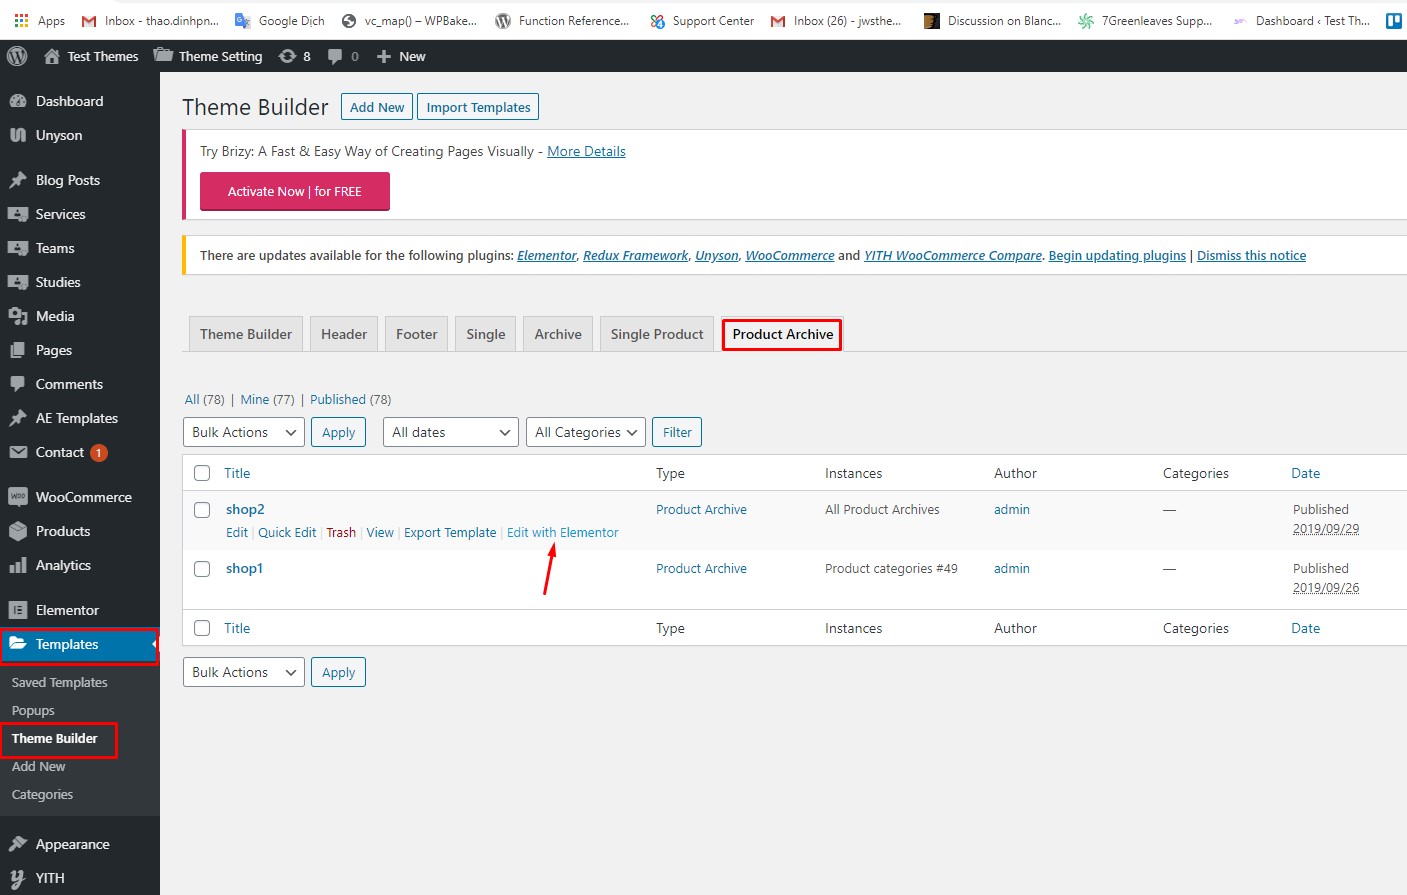 Apps Inbox - thao.dinhpn... Google Dịch vc_map() – WPBake... Function Reference... Support Center Inbox (26) - jwsthe... Discussion on Blanc... 7Greenleaves Supp... Dashboard ‹ Test Th...
Test Themes Theme Setting 8 0 New
Dashboard
Unyson
Blog Posts
Services
Teams
Studies
Media
Pages
Comments
AE Templates
Contact 1
WooCommerce
Products
Analytics
Elementor
Templates
Saved Templates
Popups
Theme Builder
Add New
Categories
Appearance
YITH
Theme Builder Add New Import Templates
Try Brizy: A Fast & Easy Way of Creating Pages Visually - More Details
Activate Now | for FREE
There are updates available for the following plugins: Elementor, Redux Framework, Unyson, WooCommerce and YITH WooCommerce Compare. Begin updating plugins | Dismiss this notice
Theme Builder Header Footer Single Archive Single Product Product Archive
All (78) | Mine (77) | Published (78)
Bulk Actions Apply All dates All Categories Filter
Title Type Instances Author Categories Date
shop2 Product Archive All Product Archives admin — Published
Edit | Quick Edit | Trash | View | Export Template | Edit with Elementor 2019/09/29
shop1 Product Archive Product categories #49 admin — Published
2019/09/26
Title Type Instances Author Categories Date
Bulk Actions Apply